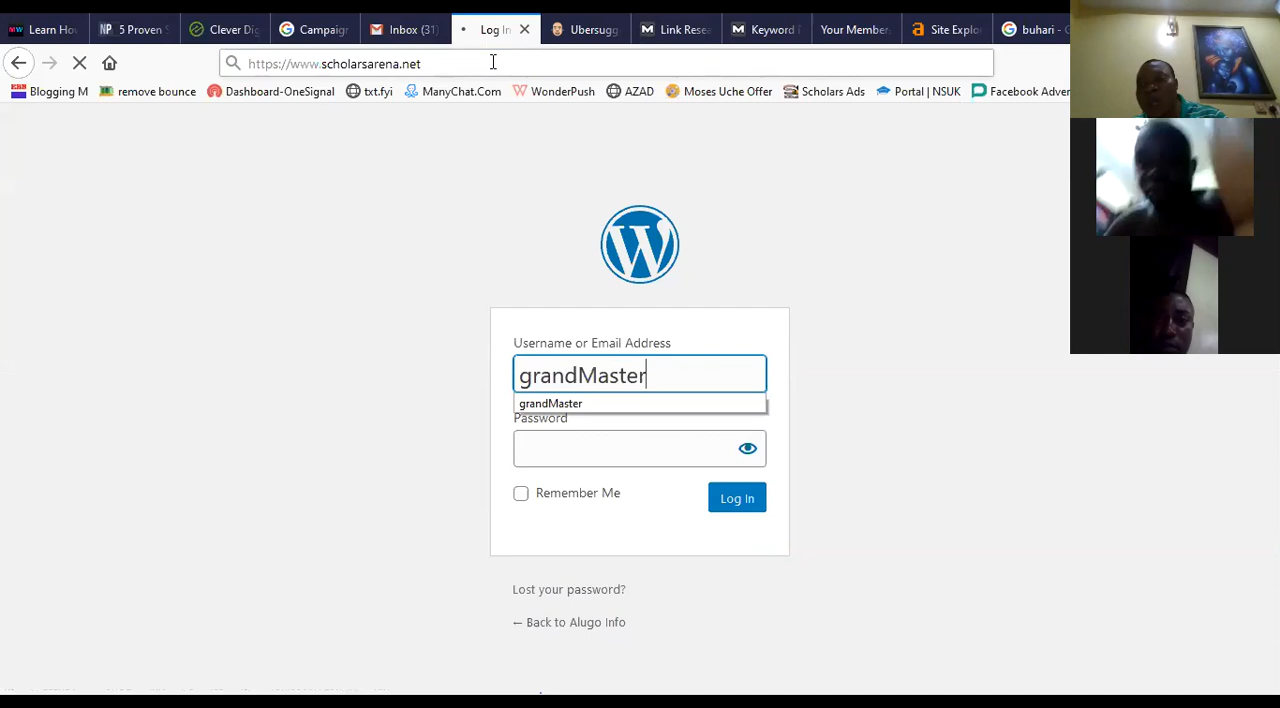 Learn Ho
5 Proven
Clever Di
Campaig
Inbox (31)
Log In
Ubersugg
Link Rese
Keyword
Your Membe
Site Explo
buhari - G
https://www.scholarsarena.net
Blogging M
remove bounce
Dashboard-OneSignal
txt.fyi
ManyChat.Com
WonderPush
AZAD
Moses Uche Offer
Scholars Ads
Portal | NSUK
Facebook Adver
Username or Email Address
grandMaster
grandMaster
Password
Remember Me
Log In
Lost your password?
← Back to Alugo Info